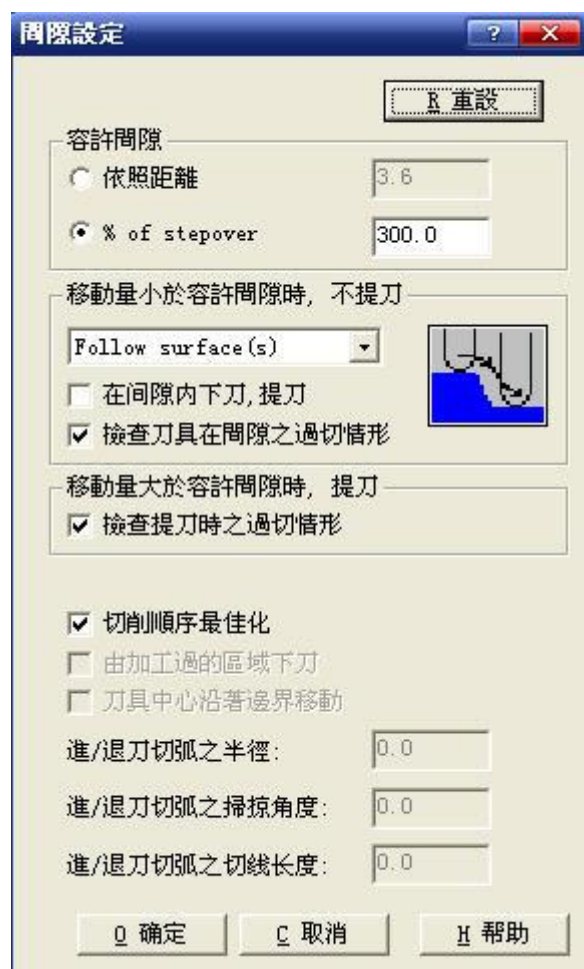 間隙設定
R 重設
容許間隙
依照距離 3.6
% of stepover 300.0
移動量小於容許間隙時, 不提刀
Follow surface(s)
在间隙内下刀,提刀
檢查刀具在間隙之過切情形
移動量大於容許間隙時, 提刀
檢查提刀時之過切情形
切削順序最佳化
由加工過的區域下刀
刀具中心沿著邊界移動
進/退刀切弧之半徑: 0.0
進/退刀切弧之掃掠角度: 0.0
進/退刀切弧之切线长度: 0.0
O 确定 C 取消 H 帮助